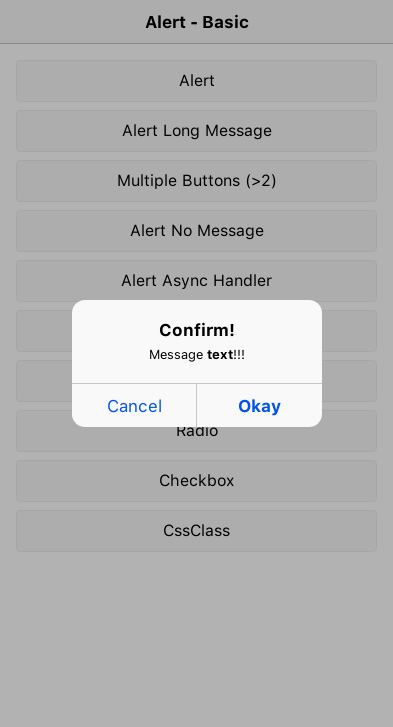 Alert - Basic
Alert
Alert Long Message
Multiple Buttons (>2)
Alert No Message
Alert Async Handler
Confirm!
Message text!!!
Cancel Okay
Radio
Checkbox
CssClass